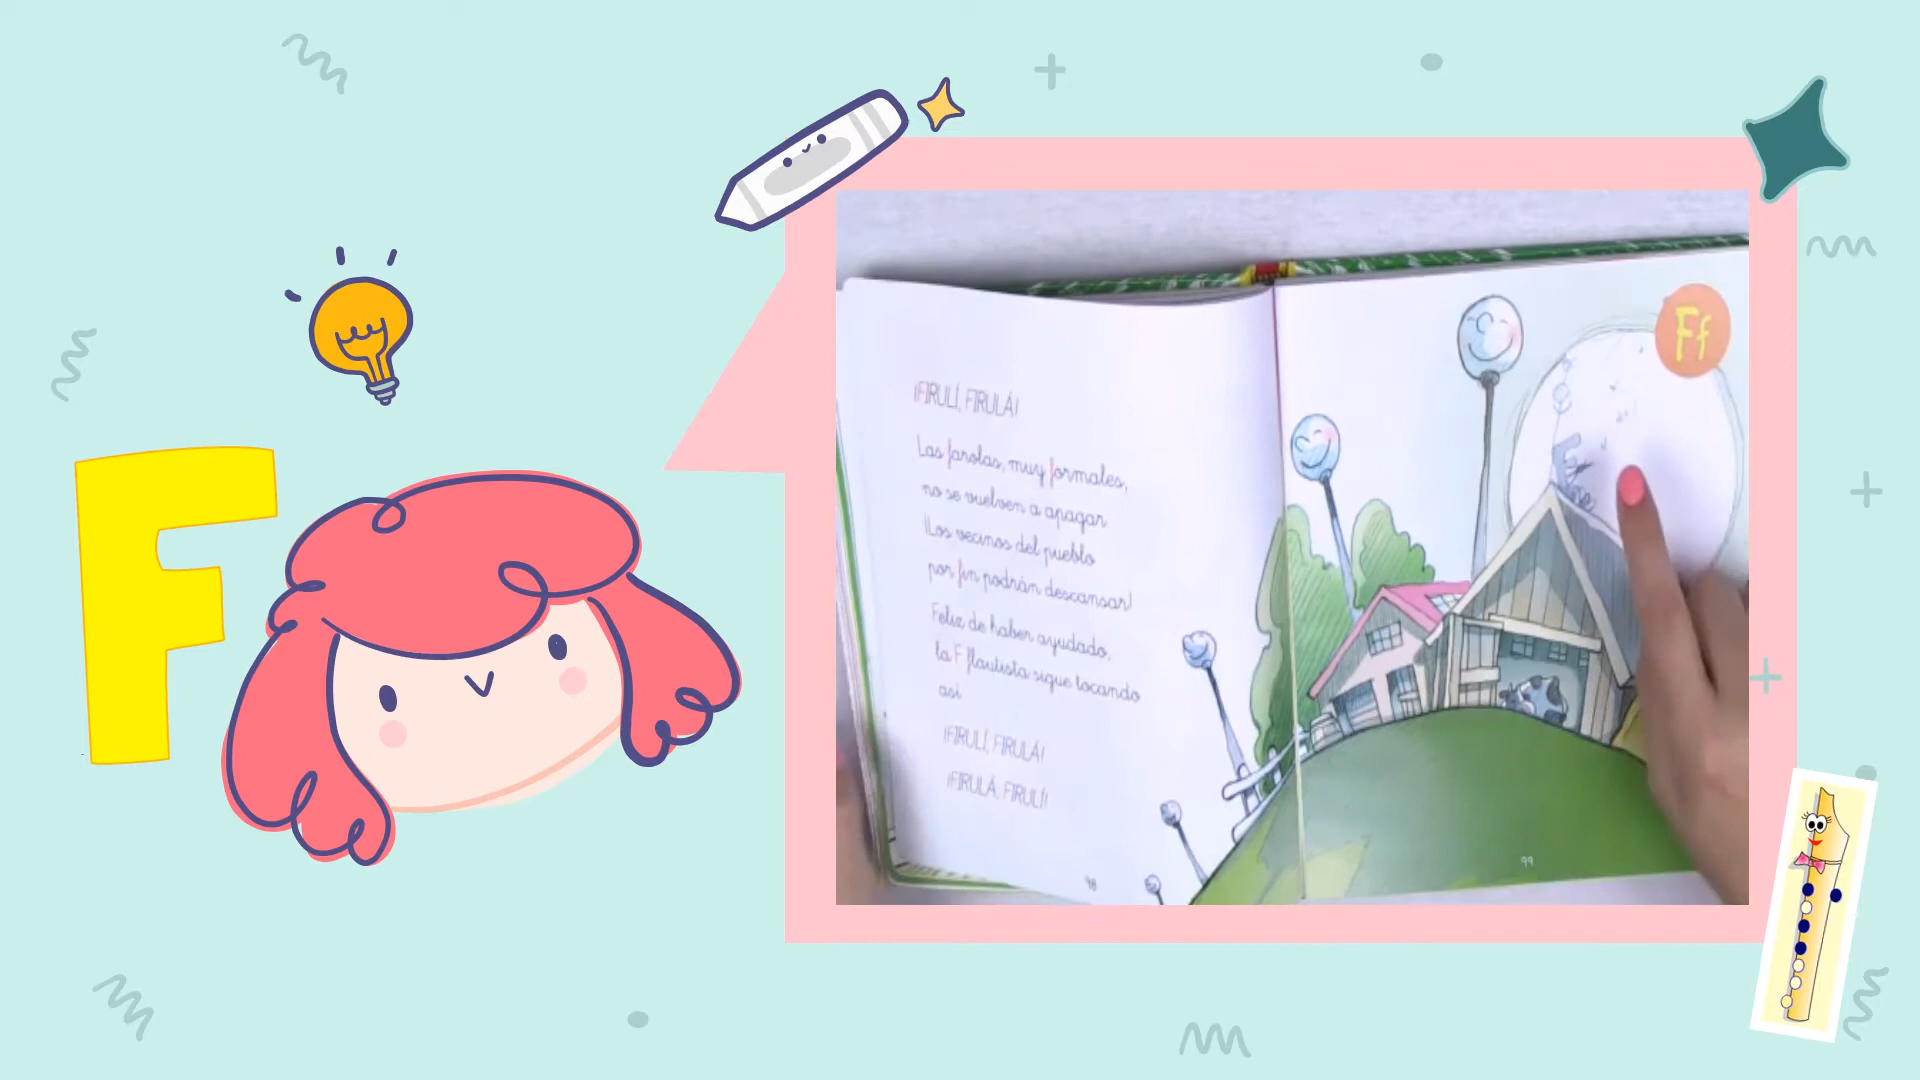 F
¡FIRULÍ, FIRULÁ!
Las farolas, muy formales,
no se vuelven a apagar
¡Los vecinos del pueblo
por fin podrán descansar!
Feliz de haber ayudado,
la F flautista sigue tocando
así
¡FIRULÍ, FIRULÁ!
¡FIRULÁ, FIRULÍ!
98
Ff
99